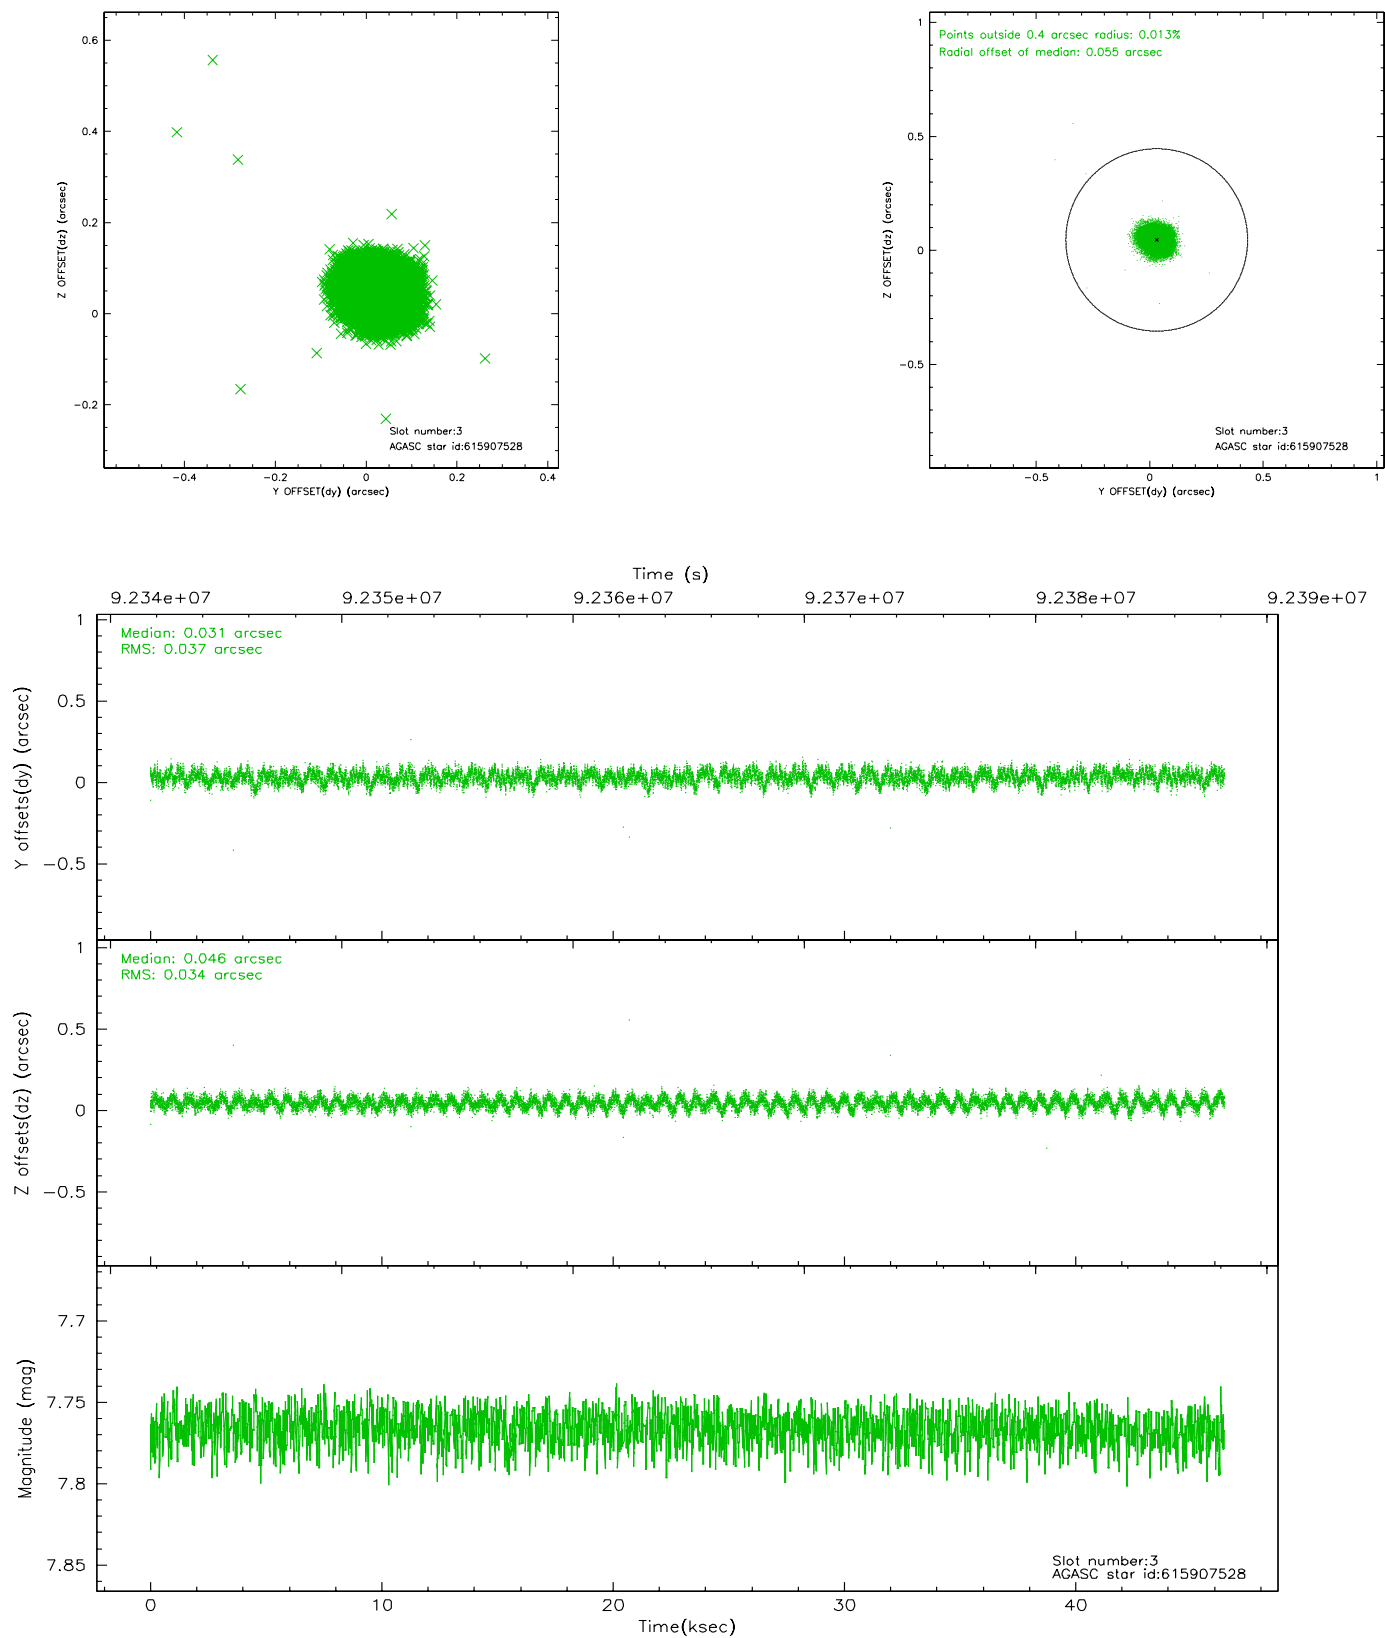 0.6
0.4
0.2
0
−0.2
Z OFFSET(dz) (arcsec)
Slot number:3
AGASC star id:615907528
−0.4 −0.2 0 0.2 0.4
Y OFFSET(dy) (arcsec)
Points outside 0.4 arcsec radius: 0.013%
Radial offset of median: 0.055 arcsec
1
0.5
0
−0.5
Z OFFSET(dz) (arcsec)
Slot number:3
AGASC star id:615907528
−0.5 0 0.5 1
Y OFFSET(dy) (arcsec)
Time (s)
9.234e+07 9.235e+07 9.236e+07 9.237e+07 9.238e+07 9.239e+07
Median: 0.031 arcsec
RMS: 0.037 arcsec
1
0.5
0
−0.5
Y offsets(dy) (arcsec)
Median: 0.046 arcsec
RMS: 0.034 arcsec
1
0.5
0
−0.5
Z offsets(dz) (arcsec)
7.7
7.75
7.8
7.85
Magnitude (mag)
Slot number:3
AGASC star id:615907528
0 10 20 30 40
Time(ksec)